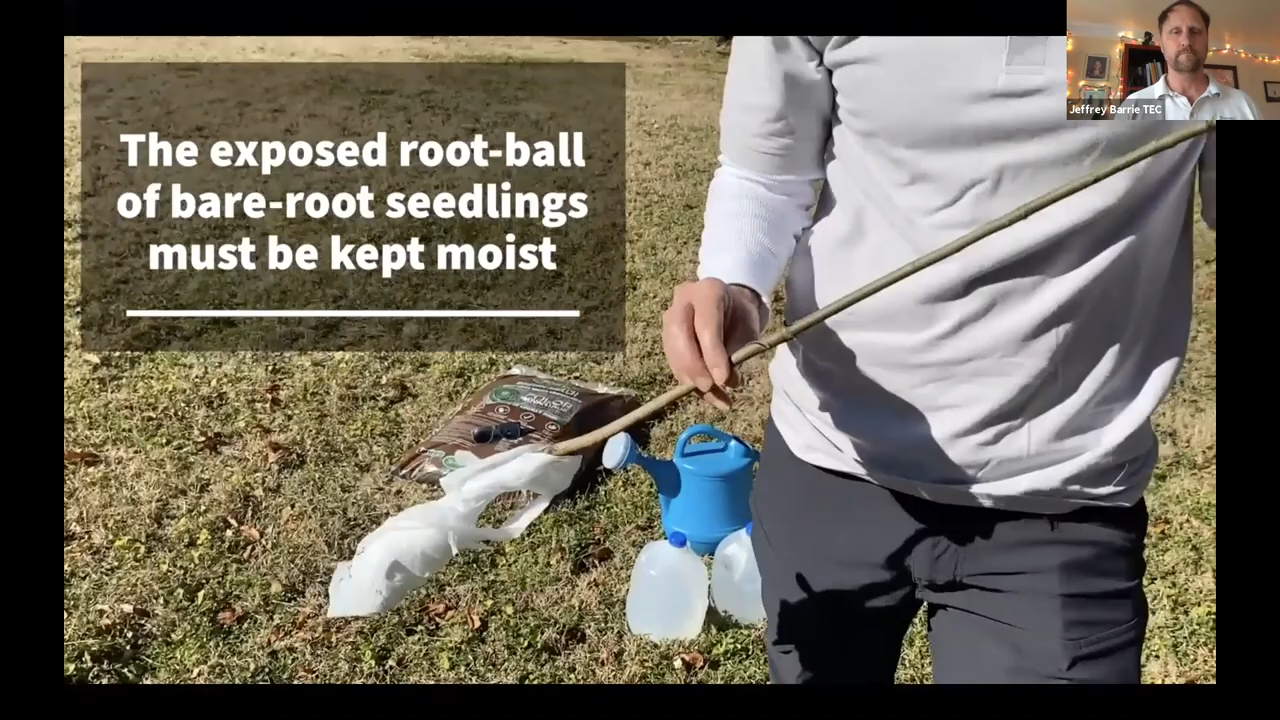 The exposed root-ball
of bare-root seedlings
must be kept moist
Jeffrey Barrie TEC